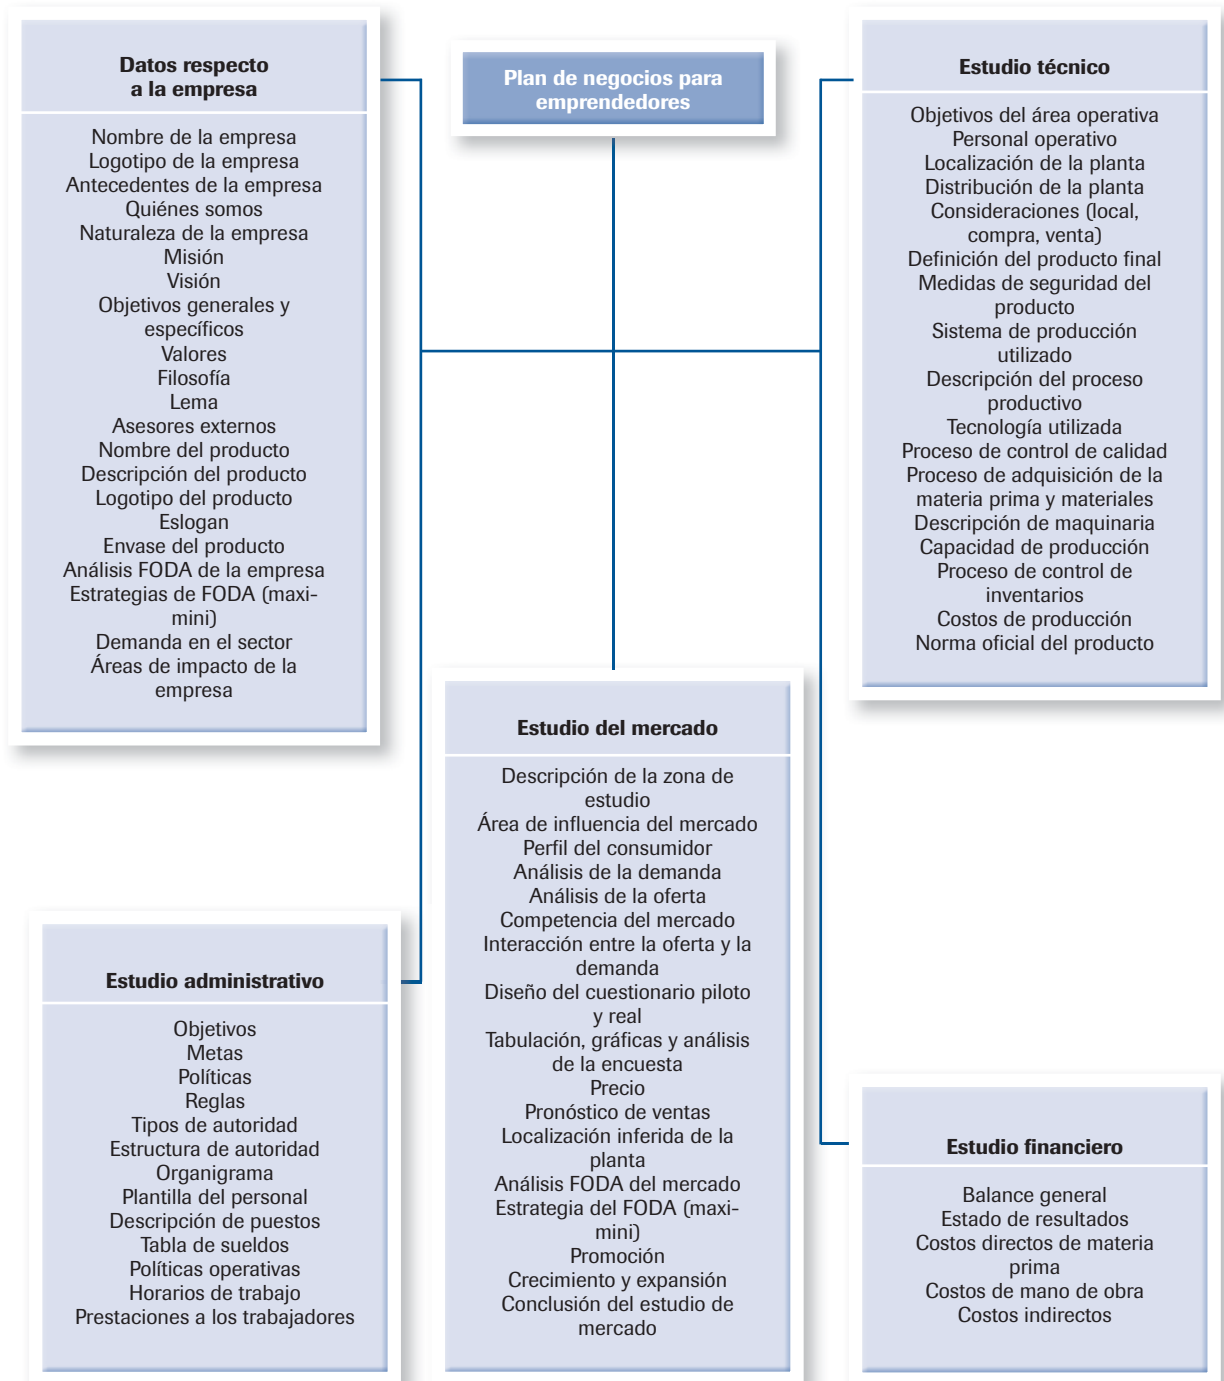 Plan de negocios para
emprendedores
Datos respecto
a la empresa
Nombre de la empresa
Logotipo de la empresa
Antecedentes de la empresa
Quiénes somos
Naturaleza de la empresa
Misión
Visión
Objetivos generales y
específicos
Valores
Filosofía
Lema
Asesores externos
Nombre del producto
Descripción del producto
Logotipo del producto
Eslogan
Envase del producto
Análisis FODA de la empresa
Estrategias de FODA (maxi-
mini)
Demanda en el sector
Áreas de impacto de la
empresa
Estudio técnico
Objetivos del área operativa
Personal operativo
Localización de la planta
Distribución de la planta
Consideraciones (local,
compra, venta)
Definición del producto final
Medidas de seguridad del
producto
Sistema de producción
utilizado
Descripción del proceso
productivo
Tecnología utilizada
Proceso de control de calidad
Proceso de adquisición de la
materia prima y materiales
Descripción de maquinaria
Capacidad de producción
Proceso de control de
inventarios
Costos de producción
Norma oficial del producto
Estudio administrativo
Objetivos
Metas
Políticas
Reglas
Tipos de autoridad
Estructura de autoridad
Organigrama
Plantilla del personal
Descripción de puestos
Tabla de sueldos
Políticas operativas
Horarios de trabajo
Prestaciones a los trabajadores
Estudio del mercado
Descripción de la zona de
estudio
Área de influencia del mercado
Perfil del consumidor
Análisis de la demanda
Análisis de la oferta
Competencia del mercado
Interacción entre la oferta y la
demanda
Diseño del cuestionario piloto
y real
Tabulación, gráficas y análisis
de la encuesta
Precio
Pronóstico de ventas
Localización inferida de la
planta
Análisis FODA del mercado
Estrategia del FODA (maxi-
mini)
Promoción
Crecimiento y expansión
Conclusión del estudio de
mercado
Estudio financiero
Balance general
Estado de resultados
Costos directos de materia
prima
Costos de mano de obra
Costos indirectos